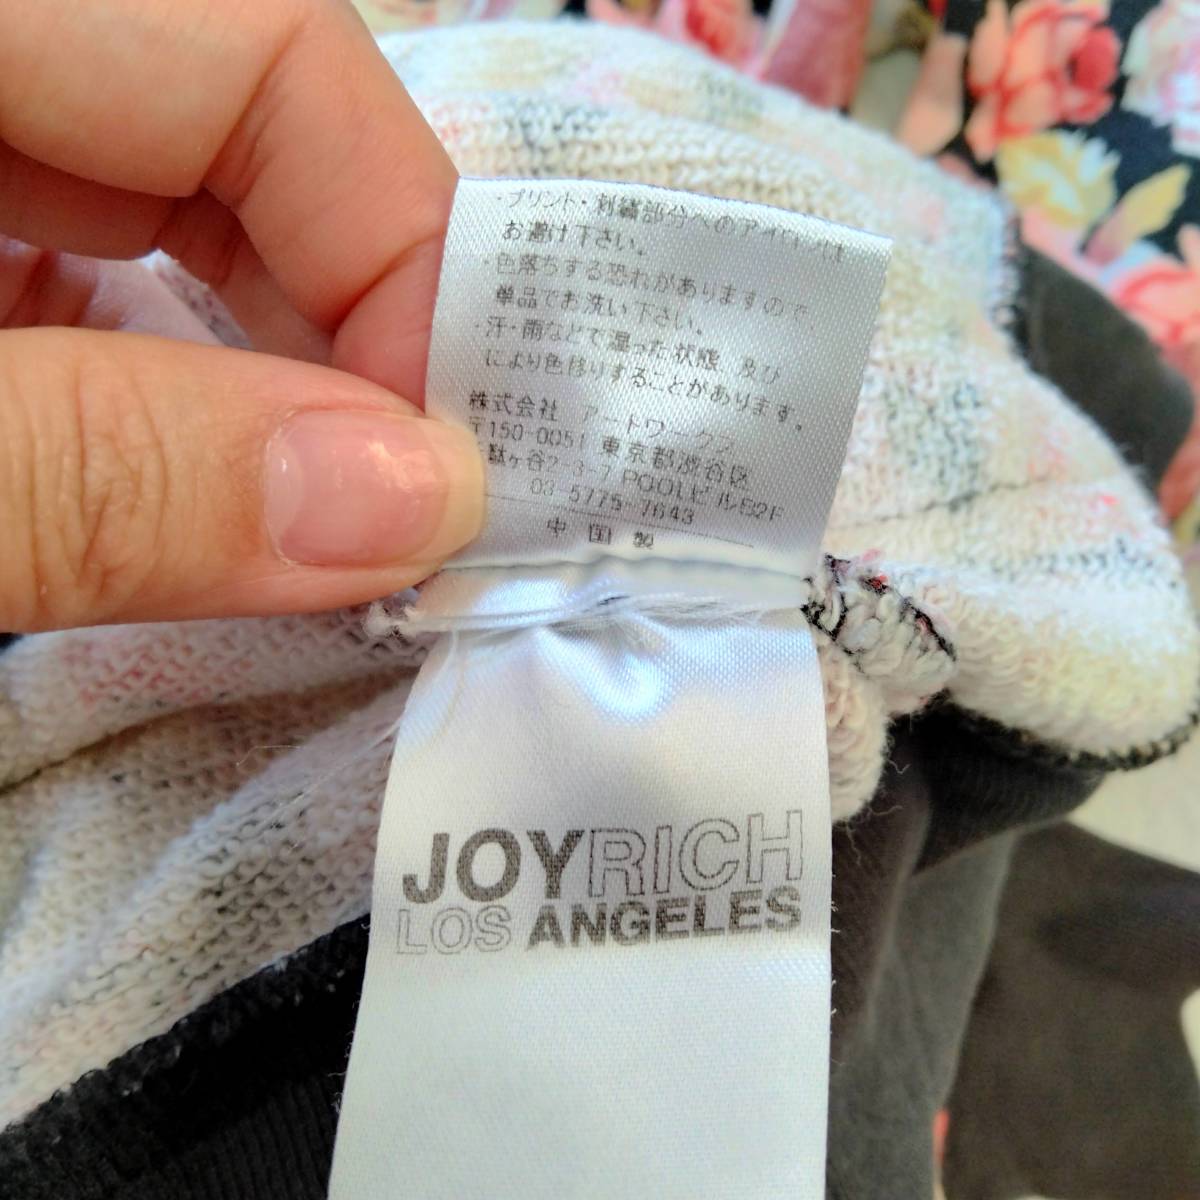 ・プリント・刺繍部分へのアイロンは
お避け下さい。
・色落ちする恐れがありますので、
単品でお洗い下さい。
・汗・雨などで湿った状態、及び
により色移りすることがあります。
株式会社 アートワークス
〒150-0051 東京都渋谷区
駄ヶ谷2-3-7 POOLビルB2F
03-5775-7643
中国製
JOYRICH
LOS ANGELES